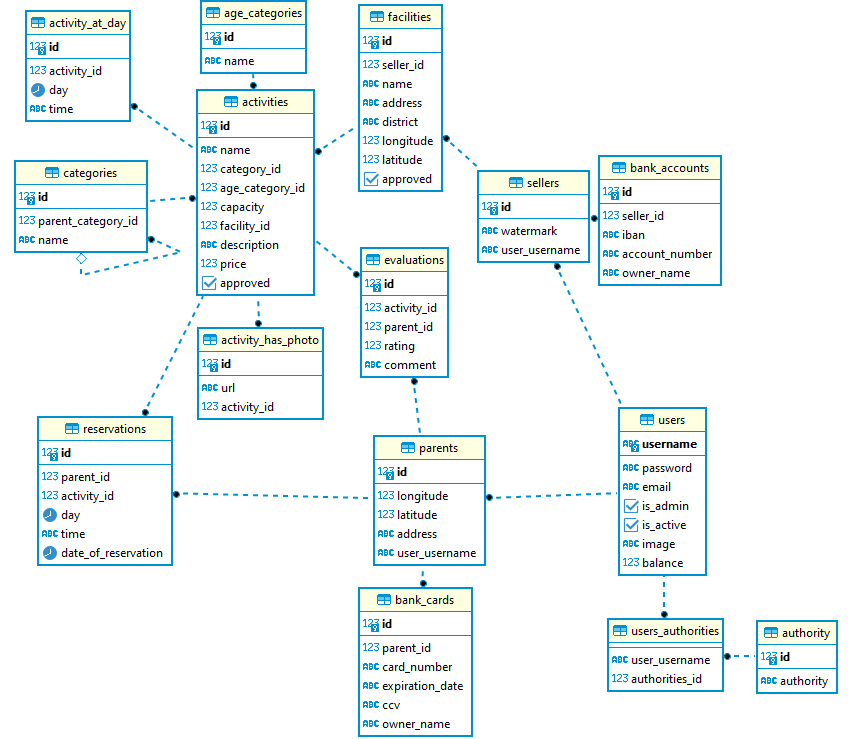 activity_at_day
123 id
123 activity_id
day
ABC time
age_categories
123 id
ABC name
facilities
123 id
123 seller_id
ABC name
ABC address
ABC district
123 longitude
123 latitude
approved
activities
123 id
ABC name
123 category_id
123 age_category_id
123 capacity
123 facility_id
ABC description
123 price
approved
categories
123 id
123 parent_category_id
ABC name
sellers
123 id
ABC watermark
ABC user_username
bank_accounts
123 id
123 seller_id
ABC iban
ABC account_number
ABC owner_name
evaluations
123 id
123 activity_id
123 parent_id
123 rating
ABC comment
activity_has_photo
123 id
ABC url
123 activity_id
reservations
123 id
123 parent_id
123 activity_id
day
ABC time
date_of_reservation
parents
123 id
123 longitude
123 latitude
ABC address
ABC user_username
users
ABC username
ABC password
ABC email
is_admin
is_active
ABC image
123 balance
bank_cards
123 id
123 parent_id
ABC card_number
ABC expiration_date
ABC ccv
ABC owner_name
users_authorities
ABC user_username
123 authorities_id
authority
123 id
ABC authority